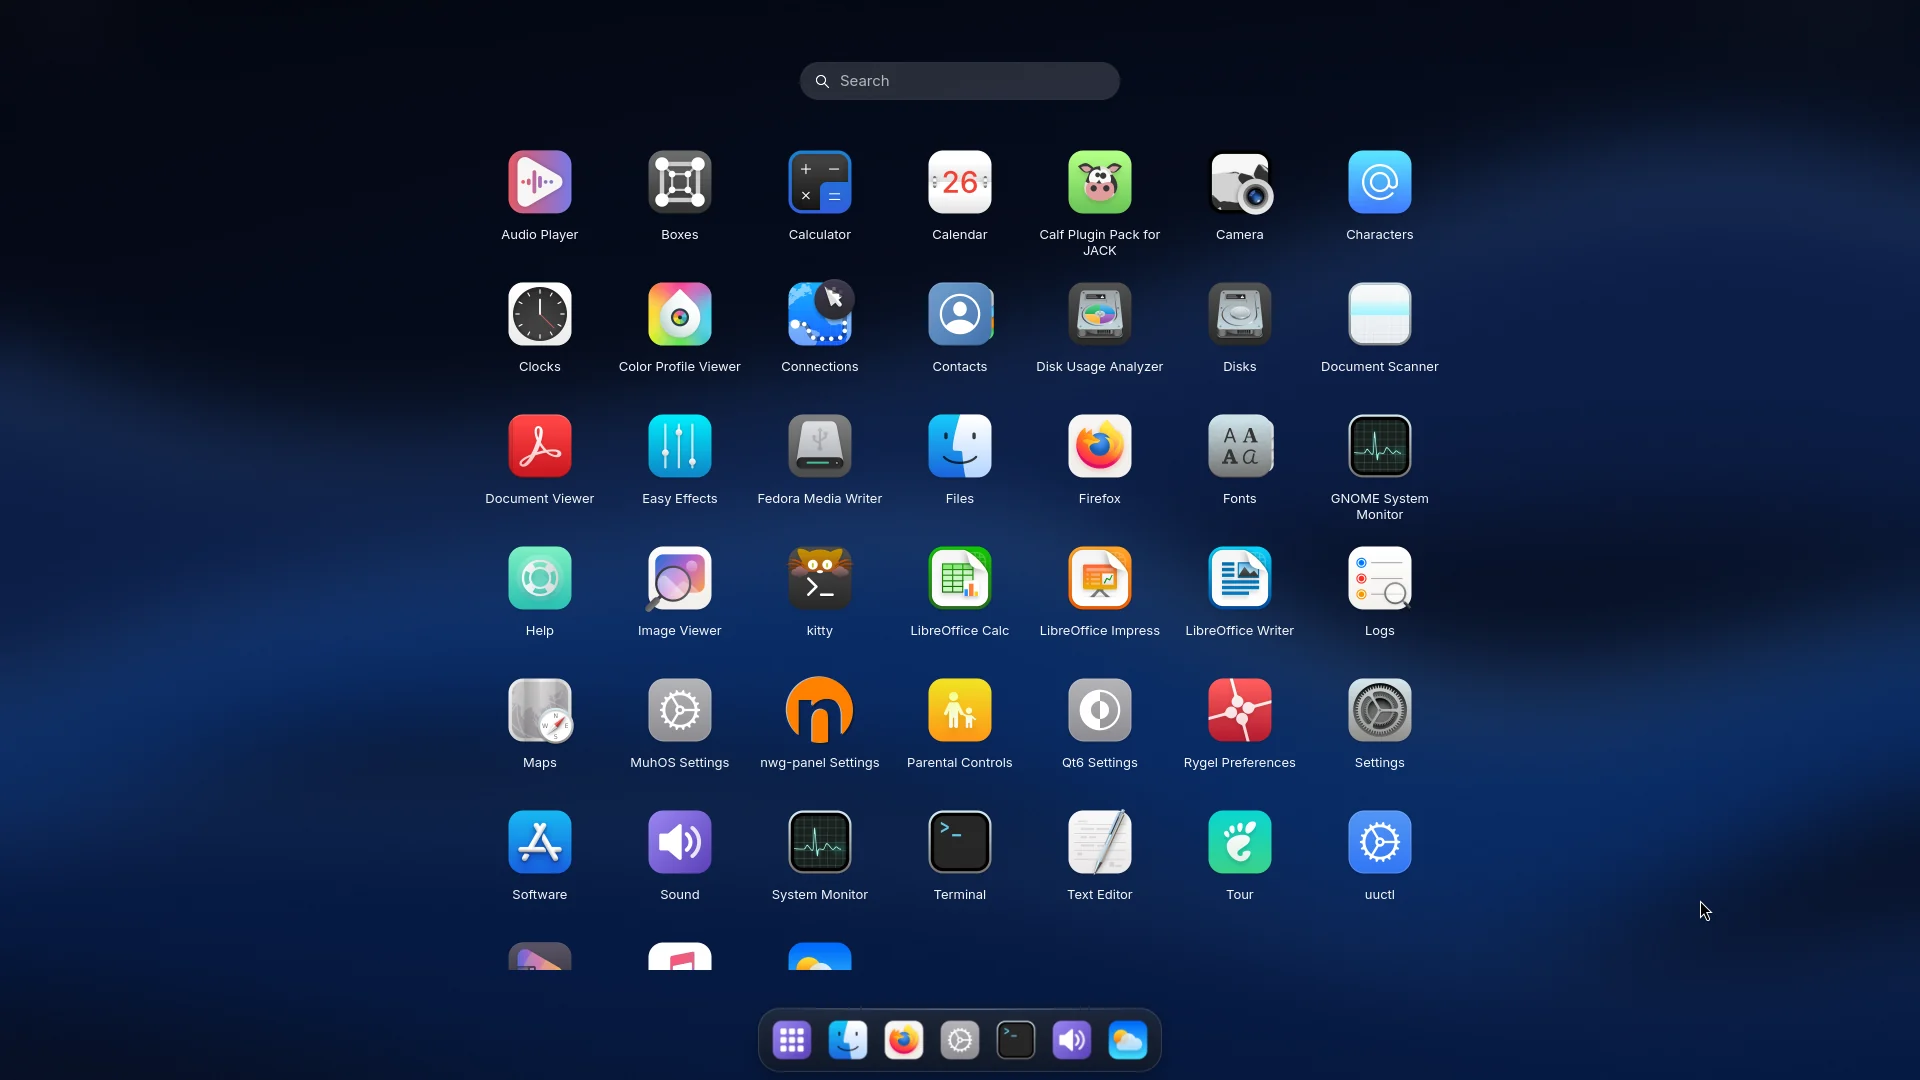 Search
26
Audio Player
Boxes
Calculator
Calendar
Calf Plugin Pack for
JACK
Camera
Characters
Clocks
Color Profile Viewer
Connections
Contacts
Disk Usage Analyzer
Disks
Document Scanner
A A
A a
Document Viewer
Easy Effects
Fedora Media Writer
Files
Firefox
Fonts
GNOME System
Monitor
>_
Help
Image Viewer
kitty
LibreOffice Calc
LibreOffice Impress
LibreOffice Writer
Logs
N
W E
S
n
Maps
MuhOS Settings
nwg-panel Settings
Parental Controls
Qt6 Settings
Rygel Preferences
Settings
>_
Software
Sound
System Monitor
Terminal
Text Editor
Tour
uuctl
>_